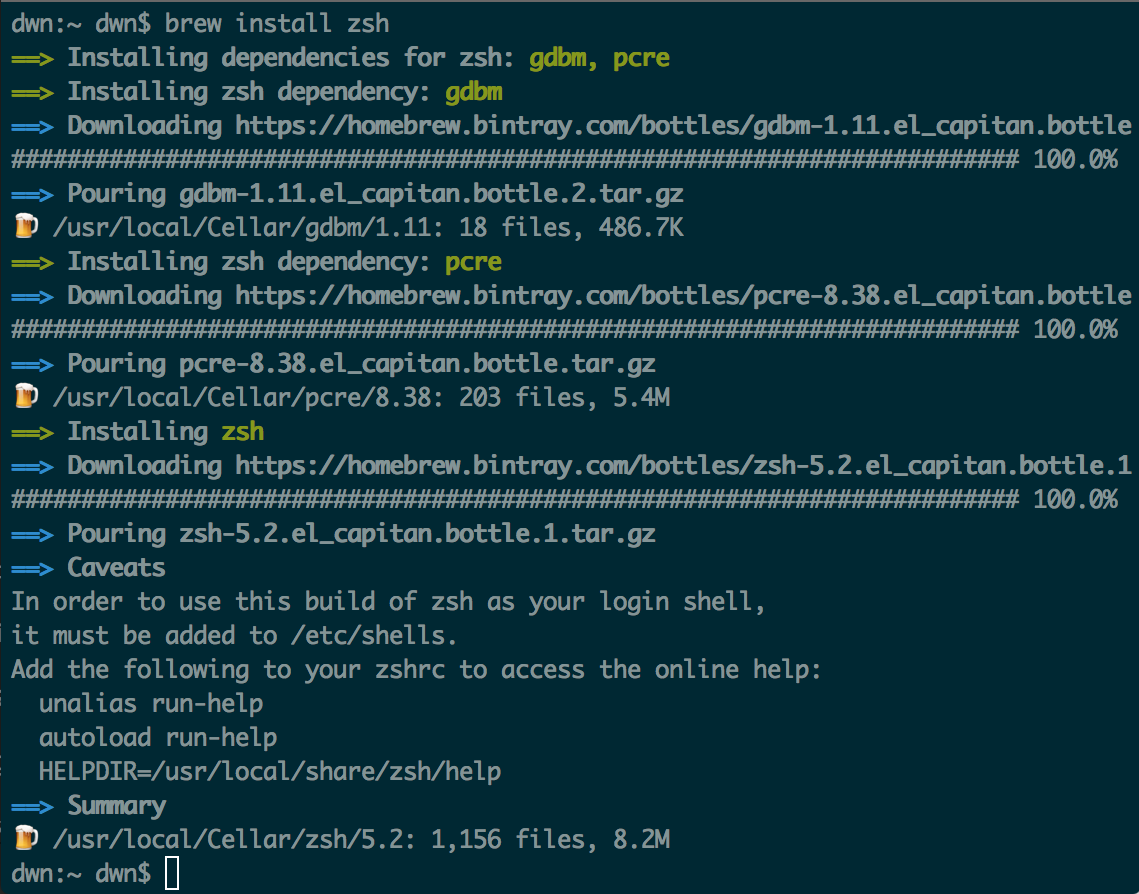 dwn:~ dwn$ brew install zsh
==> Installing dependencies for zsh: gdbm, pcre
==> Installing zsh dependency: gdbm
==> Downloading https://homebrew.bintray.com/bottles/gdbm-1.11.el_capitan.bottle
######################################################################## 100.0%
==> Pouring gdbm-1.11.el_capitan.bottle.2.tar.gz
🍺 /usr/local/Cellar/gdbm/1.11: 18 files, 486.7K
==> Installing zsh dependency: pcre
==> Downloading https://homebrew.bintray.com/bottles/pcre-8.38.el_capitan.bottle
######################################################################## 100.0%
==> Pouring pcre-8.38.el_capitan.bottle.tar.gz
🍺 /usr/local/Cellar/pcre/8.38: 203 files, 5.4M
==> Installing zsh
==> Downloading https://homebrew.bintray.com/bottles/zsh-5.2.el_capitan.bottle.1
######################################################################## 100.0%
==> Pouring zsh-5.2.el_capitan.bottle.1.tar.gz
==> Caveats
In order to use this build of zsh as your login shell,
it must be added to /etc/shells.
Add the following to your zshrc to access the online help:
  unalias run-help
  autoload run-help
  HELPDIR=/usr/local/share/zsh/help
==> Summary
🍺 /usr/local/Cellar/zsh/5.2: 1,156 files, 8.2M
dwn:~ dwn$